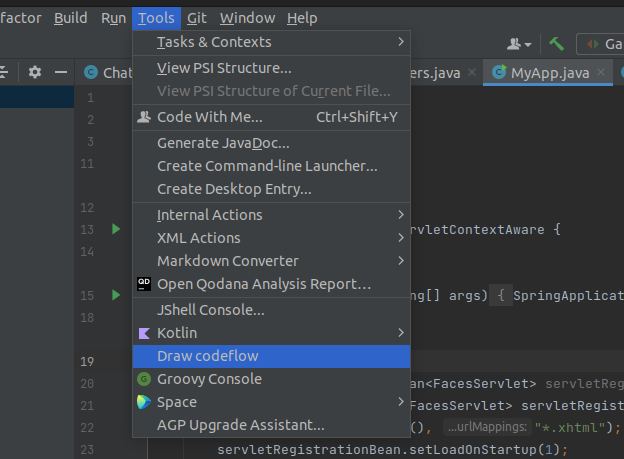 factor Build Run Tools Git Window Help
Tasks & Contexts
View PSI Structure...
View PSI Structure of Current File...
Code With Me... Ctrl+Shift+Y
Generate JavaDoc...
Create Command-line Launcher...
Create Desktop Entry...
Internal Actions
XML Actions
Markdown Converter
QD Open Qodana Analysis Report...
JShell Console...
Kotlin
Draw codeflow
G Groovy Console
Space
AGP Upgrade Assistant...
Ga
C Chat
ers.java
C MyApp.java
1
2
3
11
12
13 rvletContextAware {
14
15 ng[] args) { SpringApplicat
18
19
20 an<FacesServlet> servletReg
21 FacesServlet> servletRegist
22 (), urlMappings: "*.xhtml");
23 servletRegistrationBean.setLoadOnStartup(1);